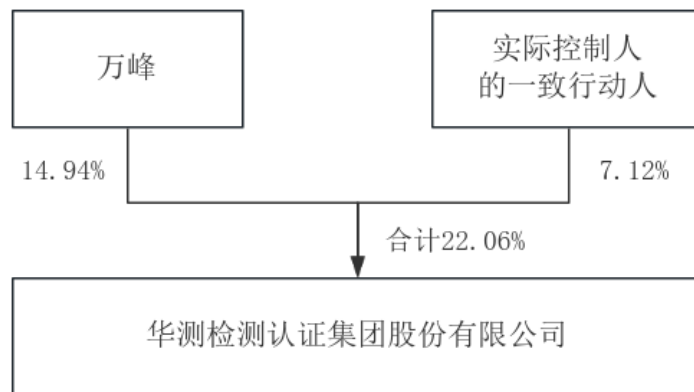 万峰
实际控制人
的一致行动人
14.94%
7.12%
合计22.06%
华测检测认证集团股份有限公司